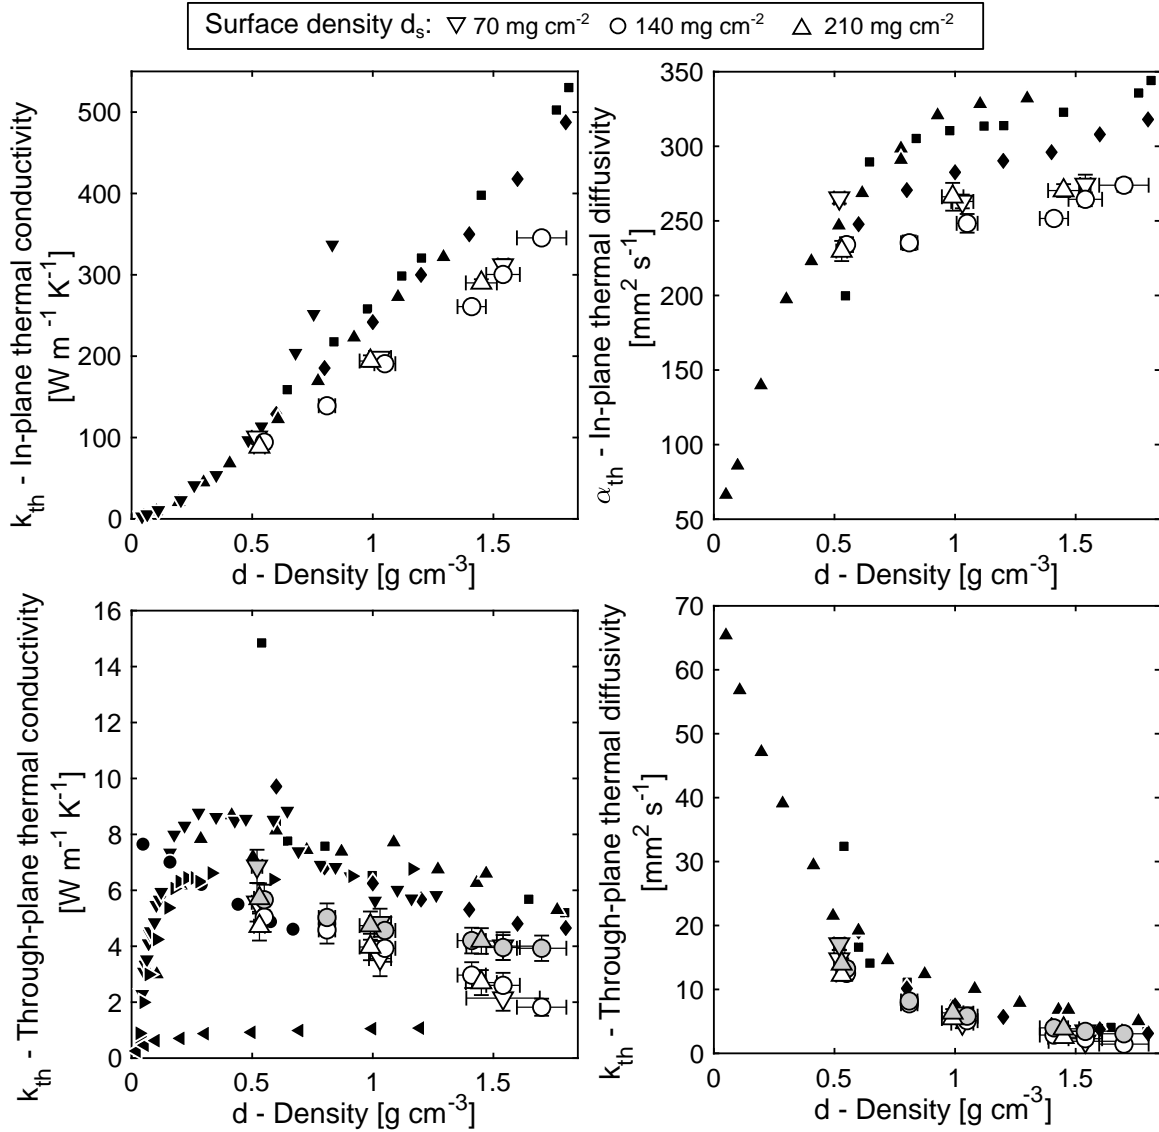 Surface density d_s: ▽ 70 mg cm⁻² ○ 140 mg cm⁻² △ 210 mg cm⁻²
k_th - In-plane thermal conductivity
[W m⁻¹ K⁻¹]
500
400
300
200
100
0
0 0.5 1 1.5
d - Density [g cm⁻³]
α_th - In-plane thermal diffusivity
[mm² s⁻¹]
350
300
250
200
150
100
50
0 0.5 1 1.5
d - Density [g cm⁻³]
k_th - Through-plane thermal conductivity
[W m⁻¹ K⁻¹]
16
14
12
10
8
6
4
2
0
0 0.5 1 1.5
d - Density [g cm⁻³]
k_th - Through-plane thermal diffusivity
[mm² s⁻¹]
70
60
50
40
30
20
10
0
0 0.5 1 1.5
d - Density [g cm⁻³]